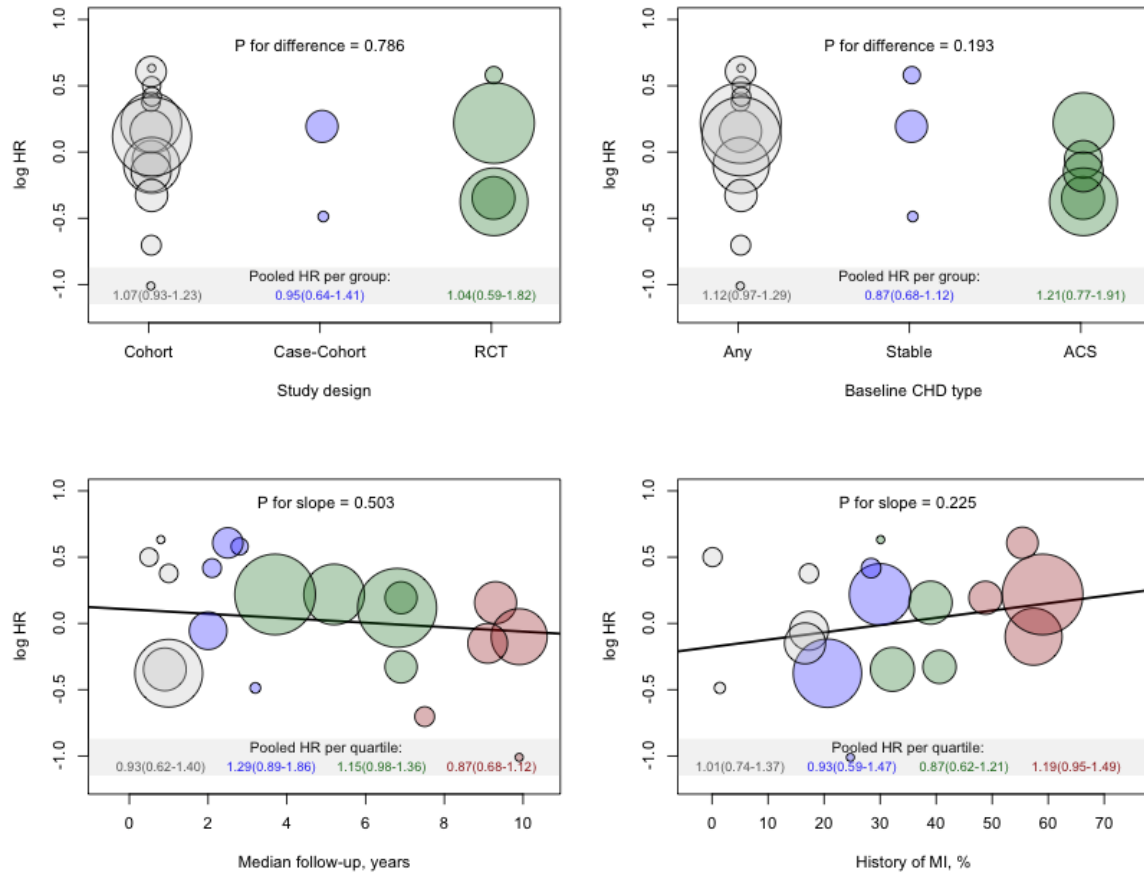 P for difference = 0.786
log HR
1.0
0.5
0.0
-0.5
-1.0
Pooled HR per group:
1.07(0.93-1.23) 0.95(0.64-1.41) 1.04(0.59-1.82)
Cohort Case-Cohort RCT
Study design
P for difference = 0.193
log HR
1.0
0.5
0.0
-0.5
-1.0
Pooled HR per group:
1.12(0.97-1.29) 0.87(0.68-1.12) 1.21(0.77-1.91)
Any Stable ACS
Baseline CHD type
P for slope = 0.503
log HR
1.0
0.5
0.0
-0.5
-1.0
Pooled HR per quartile:
0.93(0.62-1.40) 1.29(0.89-1.86) 1.15(0.98-1.36) 0.87(0.68-1.12)
0 2 4 6 8 10
Median follow-up, years
P for slope = 0.225
log HR
1.0
0.5
0.0
-0.5
-1.0
Pooled HR per quartile:
1.01(0.74-1.37) 0.93(0.59-1.47) 0.87(0.62-1.21) 1.19(0.95-1.49)
0 10 20 30 40 50 60 70
History of MI, %